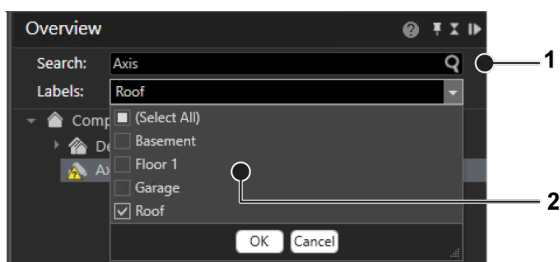 Overview
Search: Axis
1
Labels: Roof
Comp
(Select All)
De
Basement
Ax
Floor 1
Garage
2
Roof
OK Cancel